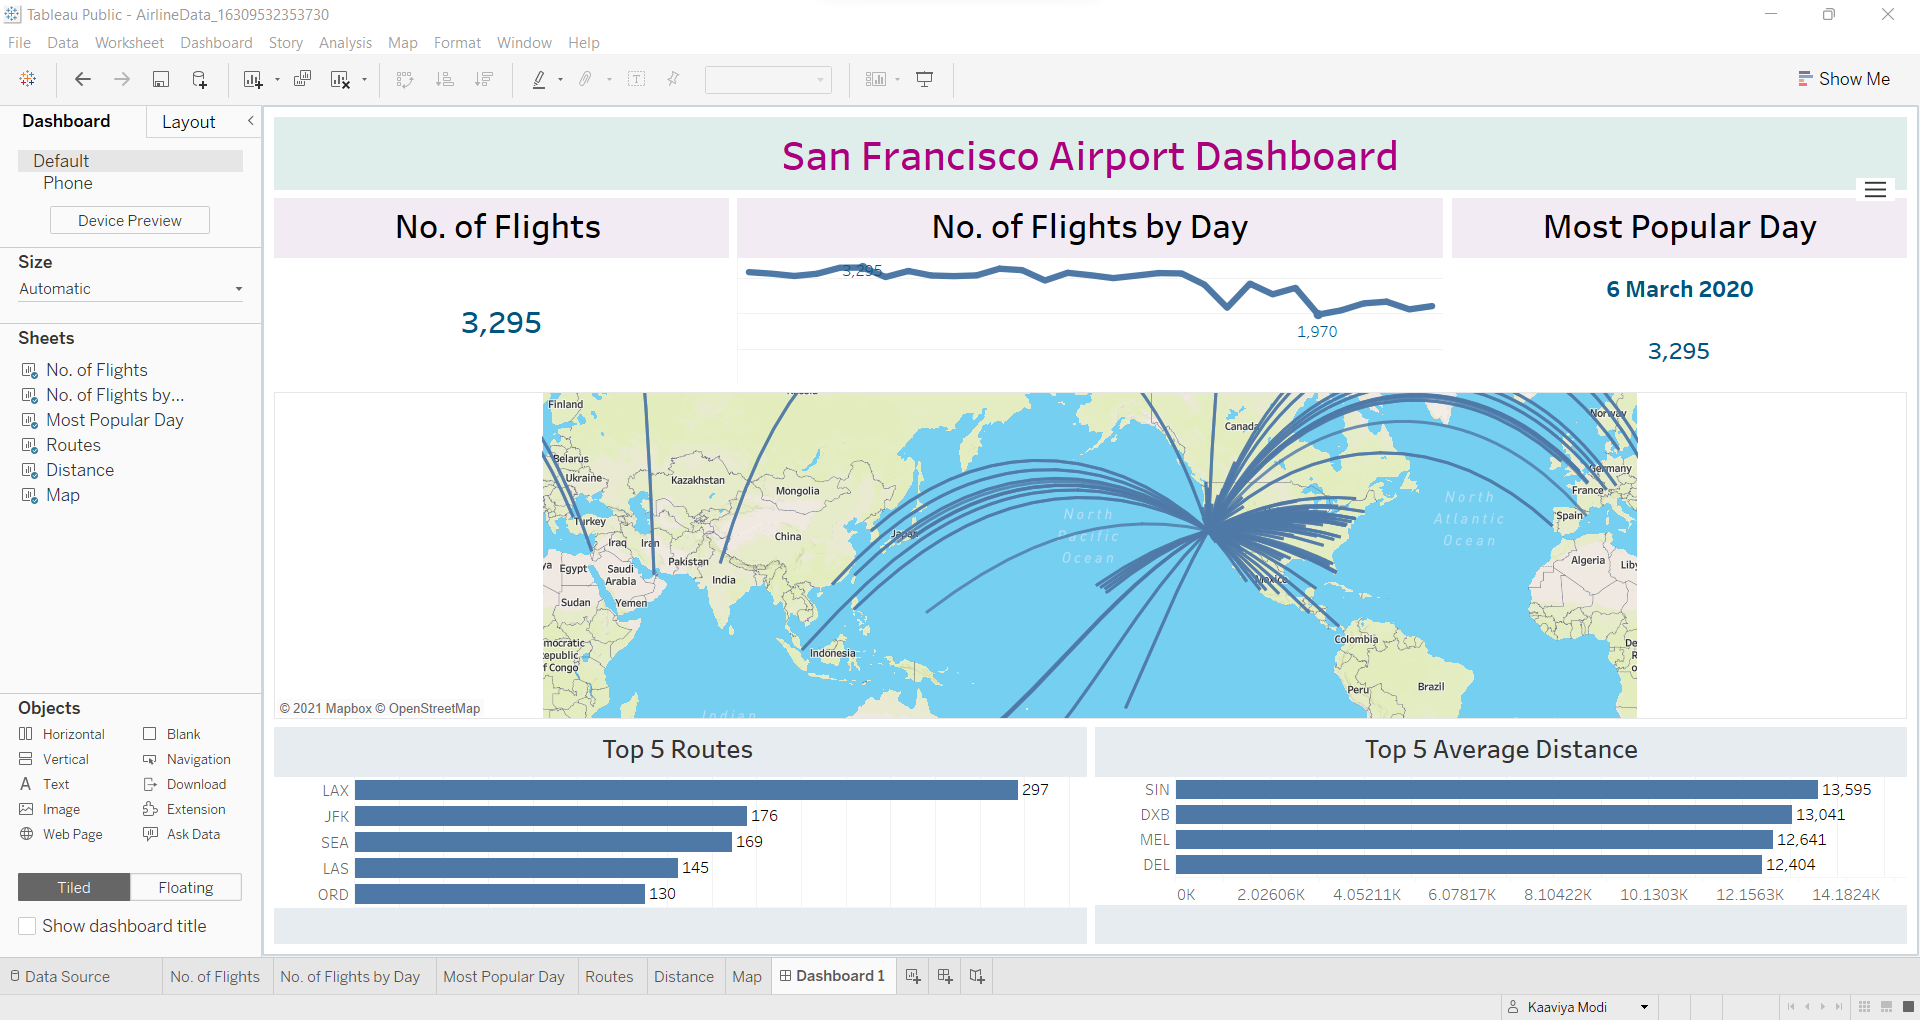 Tableau Public - AirlineData_16309532353730
File Data Worksheet Dashboard Story Analysis Map Format Window Help
Show Me
Dashboard
Layout
Default
Phone
Device Preview
Size
Automatic
Sheets
No. of Flights
No. of Flights by...
Most Popular Day
Routes
Distance
Map
Objects
Horizontal
Blank
Vertical
Navigation
Text
Download
Image
Extension
Web Page
Ask Data
Tiled
Floating
Show dashboard title
San Francisco Airport Dashboard
No. of Flights
3,295
No. of Flights by Day
3,295
1,970
Most Popular Day
6 March 2020
3,295
Finland
Canada
Norway
Belarus
Ukraine
Kazakhstan
Mongolia
Germany
France
Turkey
Spain
Iraq
Iran
China
Japan
Pakistan
Egypt
Saudi
Arabia
India
Algeria
Sudan
Yemen
Mexico
North
Pacific
Ocean
North
Atlantic
Ocean
Indonesia
Colombia
Peru
Brazil
mocratic
epublic
f Congo
Indian
© 2021 Mapbox © OpenStreetMap
Top 5 Routes
LAX 297
JFK 176
SEA 169
LAS 145
ORD 130
Top 5 Average Distance
SIN 13,595
DXB 13,041
MEL 12,641
DEL 12,404
0K 2.02606K 4.05211K 6.07817K 8.10422K 10.1303K 12.1563K 14.1824K
Data Source No. of Flights No. of Flights by Day Most Popular Day Routes Distance Map Dashboard 1
Kaaviya Modi